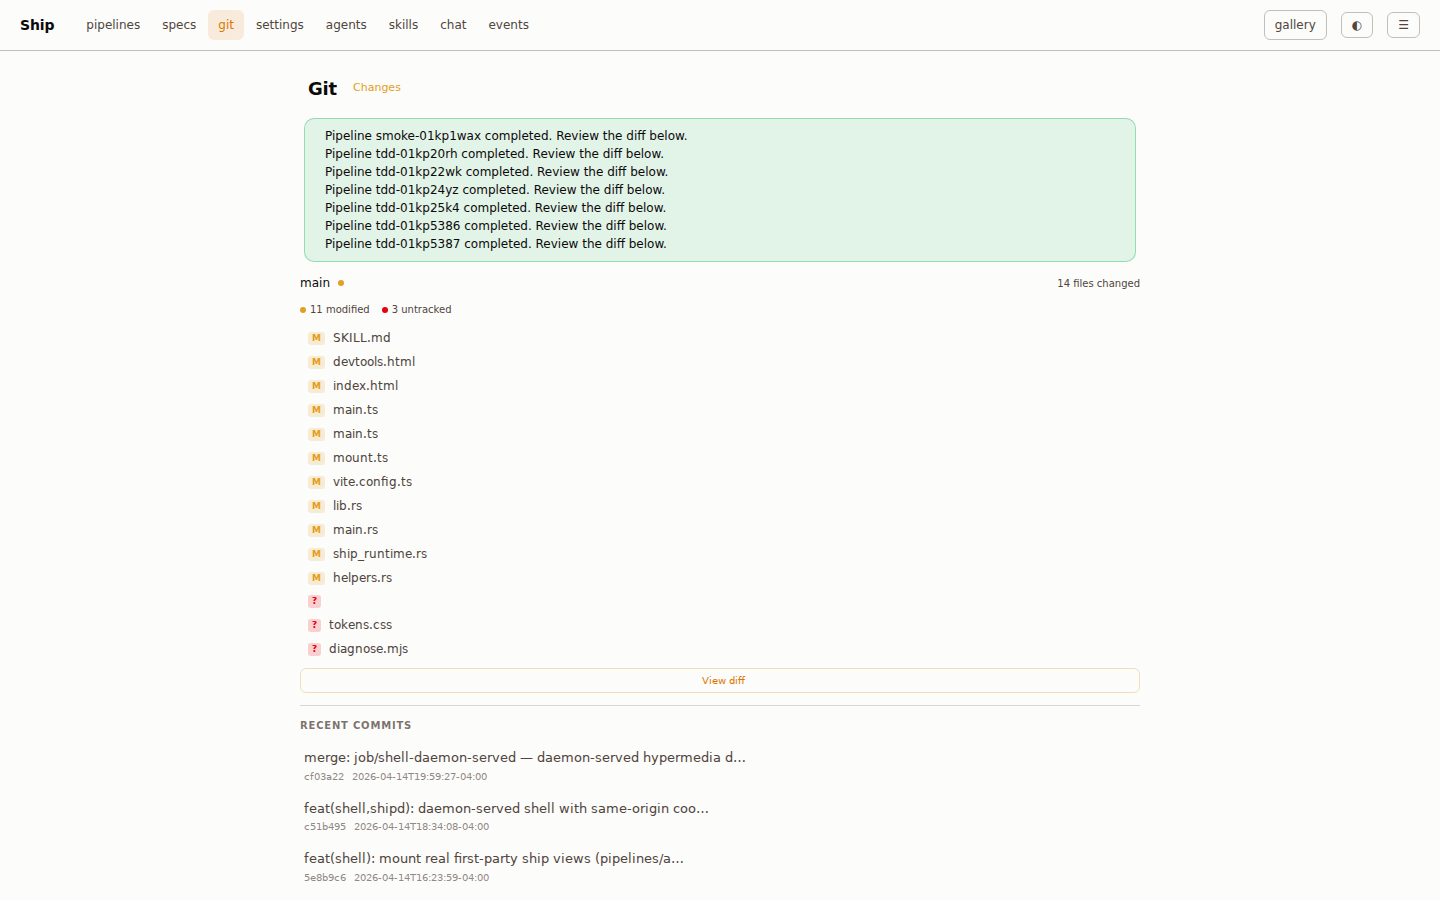 Ship pipelines specs git settings agents skills chat events gallery ◐ ☰
Git Changes
Pipeline smoke-01kp1wax completed. Review the diff below.
Pipeline tdd-01kp20rh completed. Review the diff below.
Pipeline tdd-01kp22wk completed. Review the diff below.
Pipeline tdd-01kp24yz completed. Review the diff below.
Pipeline tdd-01kp25k4 completed. Review the diff below.
Pipeline tdd-01kp5386 completed. Review the diff below.
Pipeline tdd-01kp5387 completed. Review the diff below.
main 14 files changed
11 modified 3 untracked
M SKILL.md
M devtools.html
M index.html
M main.ts
M main.ts
M mount.ts
M vite.config.ts
M lib.rs
M main.rs
M ship_runtime.rs
M helpers.rs
?
? tokens.css
? diagnose.mjs
View diff
RECENT COMMITS
merge: job/shell-daemon-served — daemon-served hypermedia d...
cf03a22 2026-04-14T19:59:27-04:00
feat(shell,shipd): daemon-served shell with same-origin coo...
c51b495 2026-04-14T18:34:08-04:00
feat(shell): mount real first-party ship views (pipelines/a...
5e8b9c6 2026-04-14T16:23:59-04:00